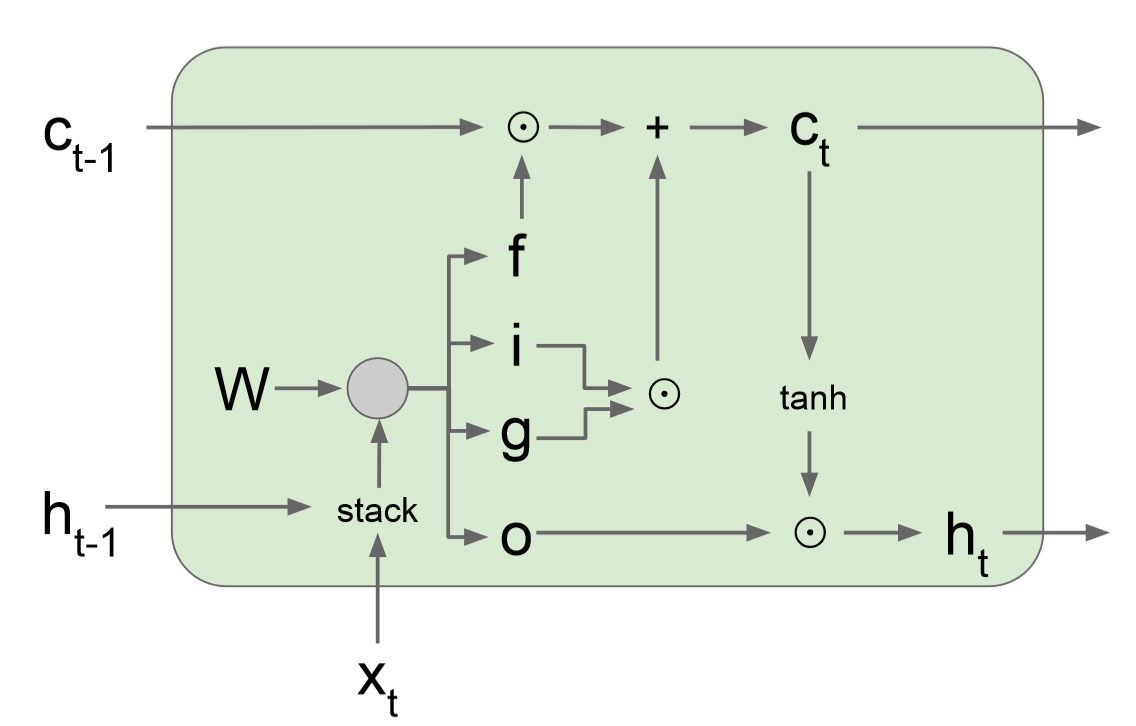 c_{t-1} ⊙ + c_t
f
i
W ⊙ tanh
g
h_{t-1} stack
o ⊙ h_t
x_t